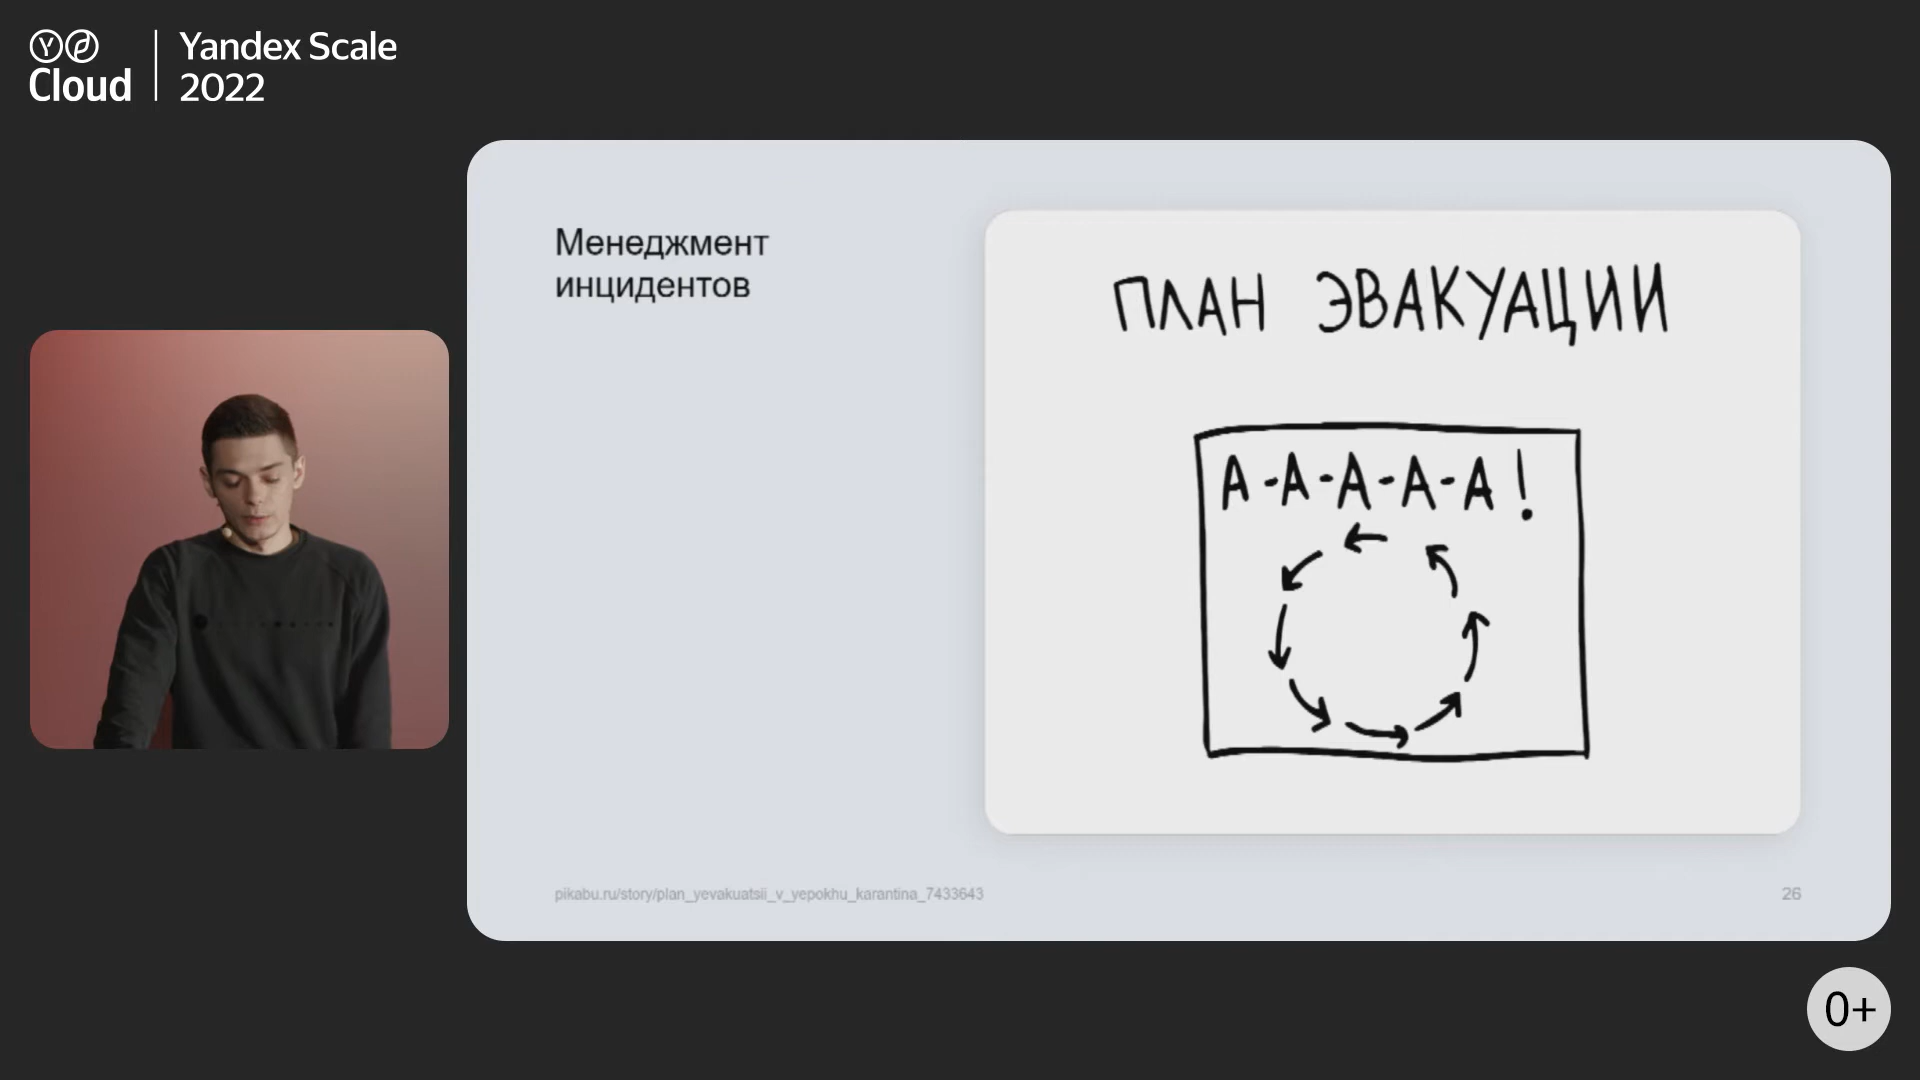 Cloud
Yandex Scale
2022
Менеджмент
инцидентов
ПЛАН ЭВАКУАЦИИ
А-А-А-А-А!
pikabu.ru/story/plan_yevakuatsii_v_yepokhu_karantina_7433643
26
0+